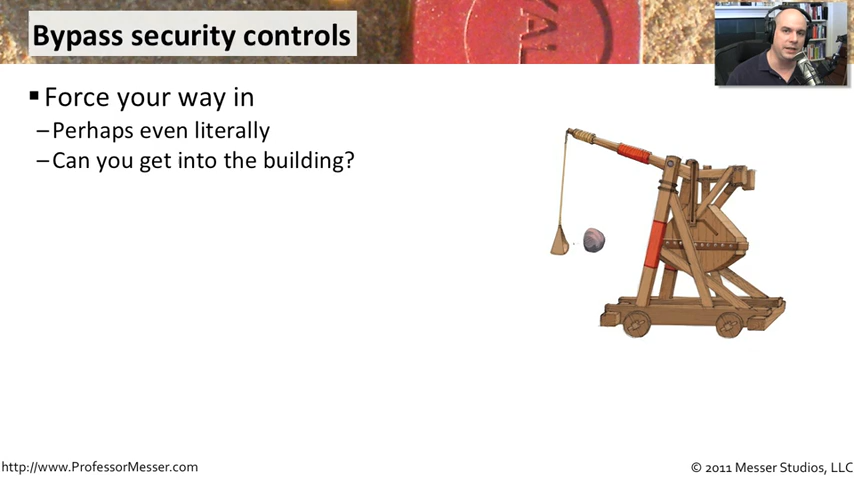 Bypass security controls
▪ Force your way in
–Perhaps even literally
–Can you get into the building?
http://www.ProfessorMesser.com
© 2011 Messer Studios, LLC